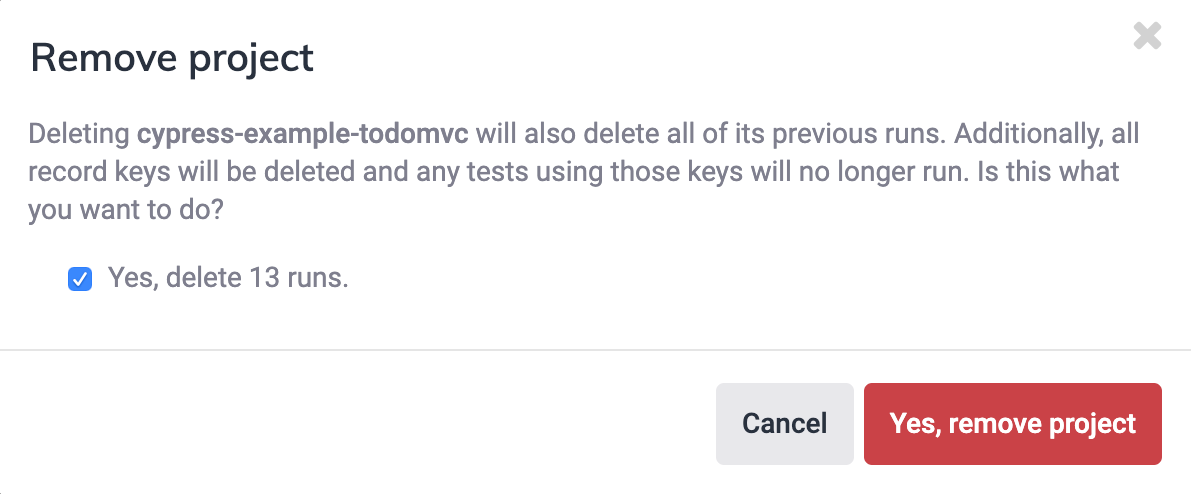 Remove project
Deleting cypress-example-todomvc will also delete all of its previous runs. Additionally, all
record keys will be deleted and any tests using those keys will no longer run. Is this what
you want to do?
Yes, delete 13 runs.
Cancel
Yes, remove project